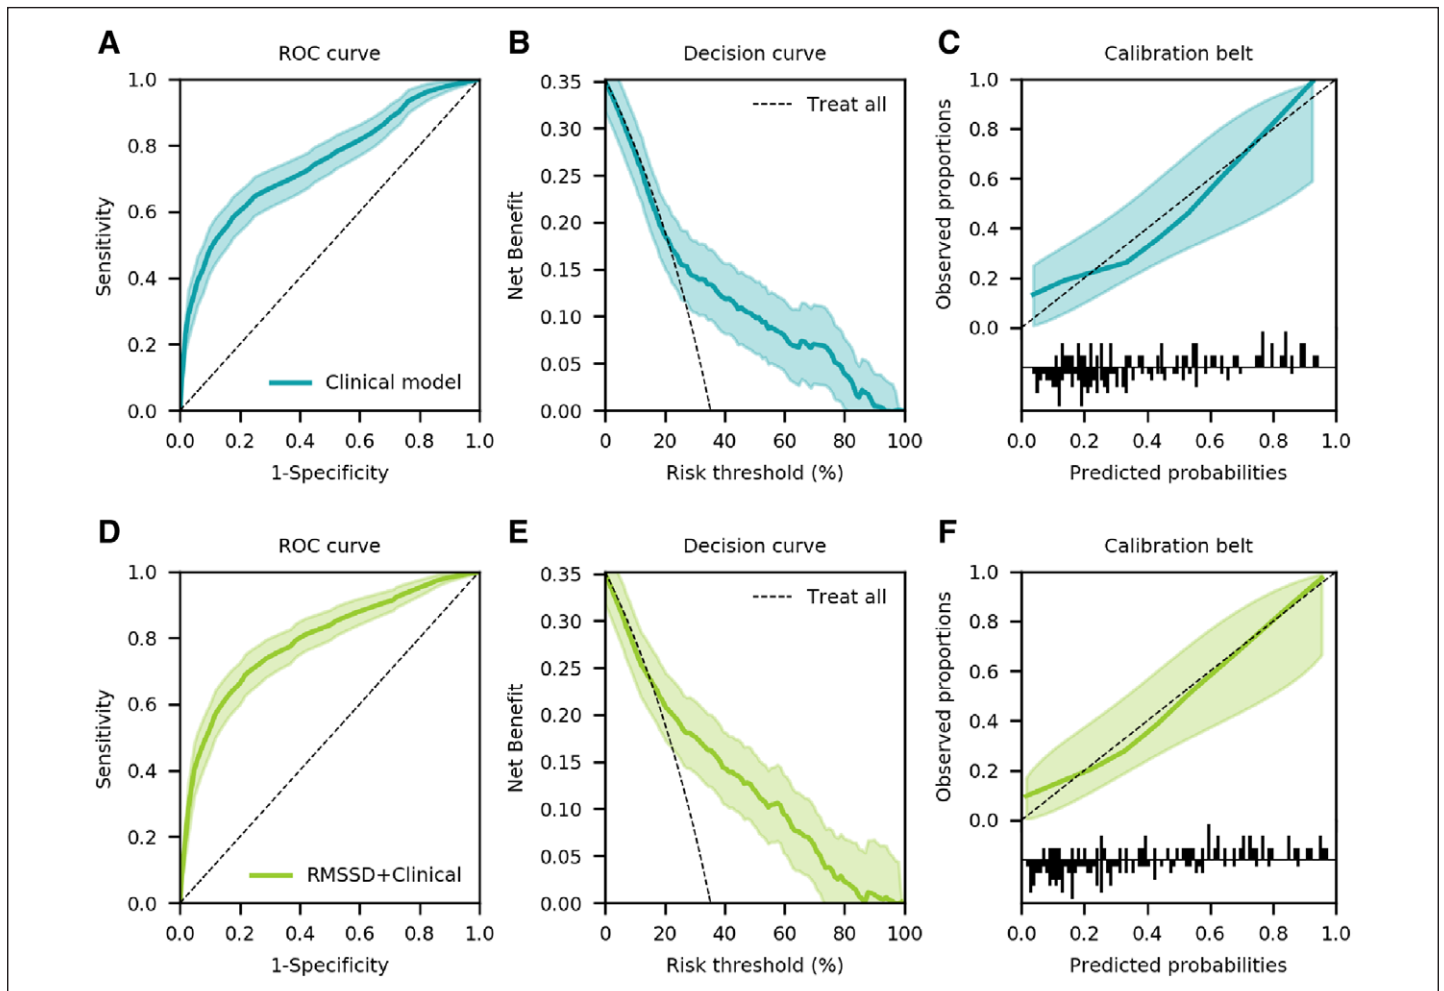 A
ROC curve
1.0
0.8
0.6
0.4
0.2
0.0
Sensitivity
Clinical model
0.0 0.2 0.4 0.6 0.8 1.0
1-Specificity
B
Decision curve
0.35
0.30
0.25
0.20
0.15
0.10
0.05
0.00
Net Benefit
Treat all
0 20 40 60 80 100
Risk threshold (%)
C
Calibration belt
1.0
0.8
0.6
0.4
0.2
0.0
Observed proportions
0.0 0.2 0.4 0.6 0.8 1.0
Predicted probabilities
D
ROC curve
1.0
0.8
0.6
0.4
0.2
0.0
Sensitivity
RMSSD+Clinical
0.0 0.2 0.4 0.6 0.8 1.0
1-Specificity
E
Decision curve
0.35
0.30
0.25
0.20
0.15
0.10
0.05
0.00
Net Benefit
Treat all
0 20 40 60 80 100
Risk threshold (%)
F
Calibration belt
1.0
0.8
0.6
0.4
0.2
0.0
Observed proportions
0.0 0.2 0.4 0.6 0.8 1.0
Predicted probabilities